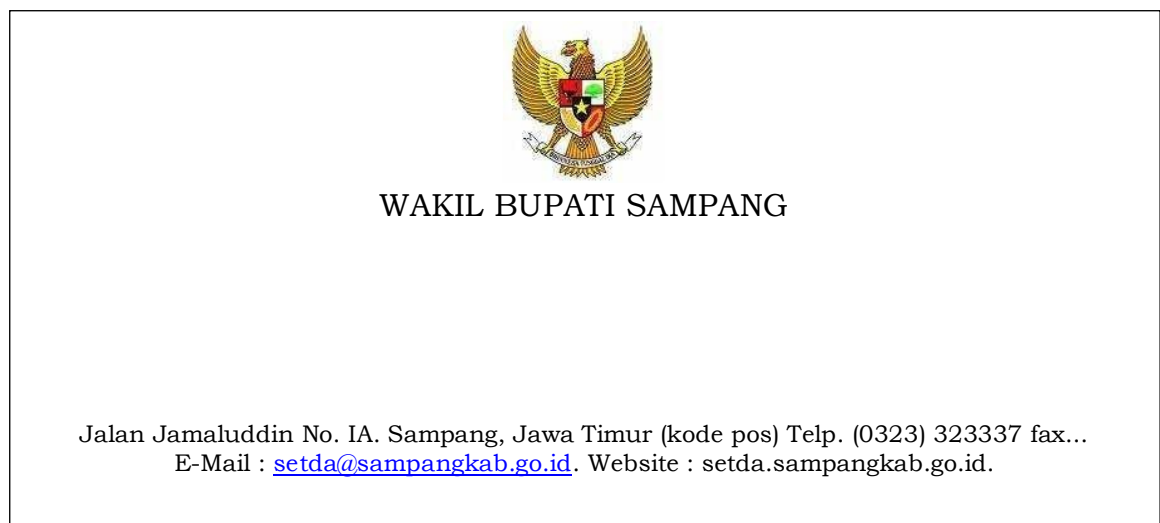 WAKIL BUPATI SAMPANG
Jalan Jamaluddin No. IA. Sampang, Jawa Timur (kode pos) Telp. (0323) 323337 fax...
E-Mail : setda@sampangkab.go.id. Website : setda.sampangkab.go.id.